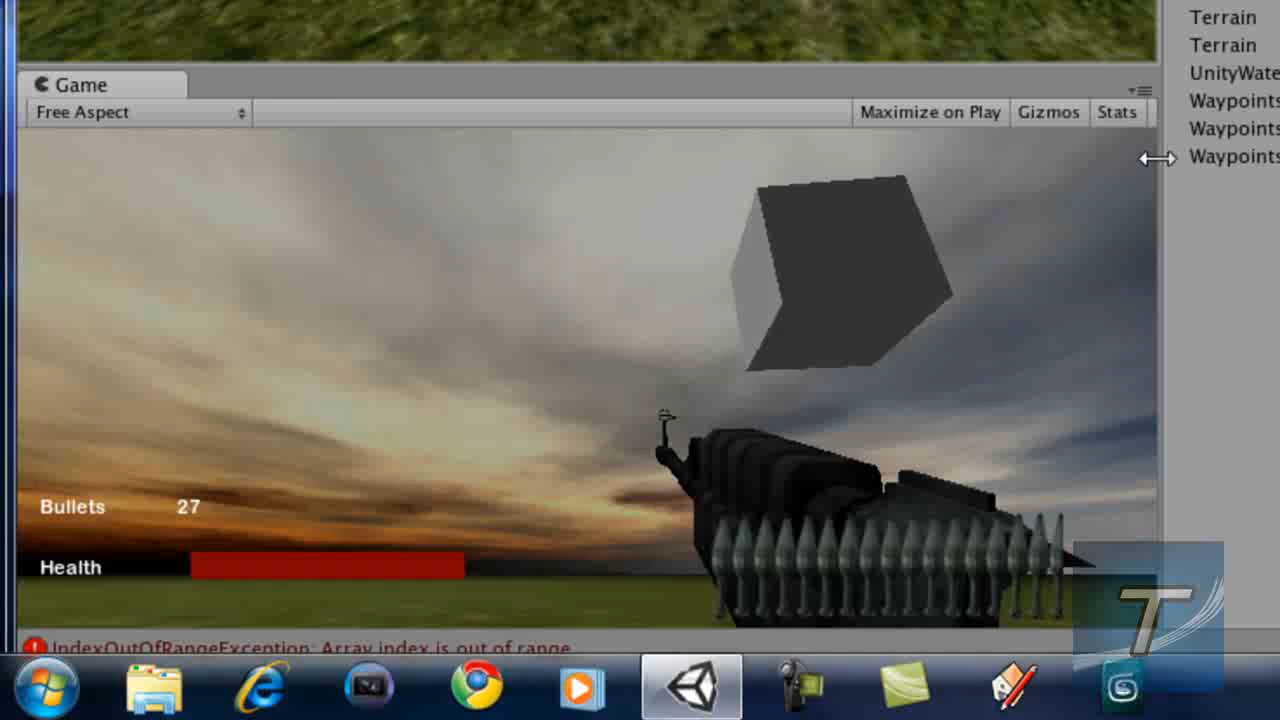 Terrain
Terrain
UnityWate
Waypoints
Waypoints
Waypoints
Game
Free Aspect
Maximize on Play
Gizmos
Stats
Bullets 27
Health
IndexOutOfRangeException: Array index is out of range
T